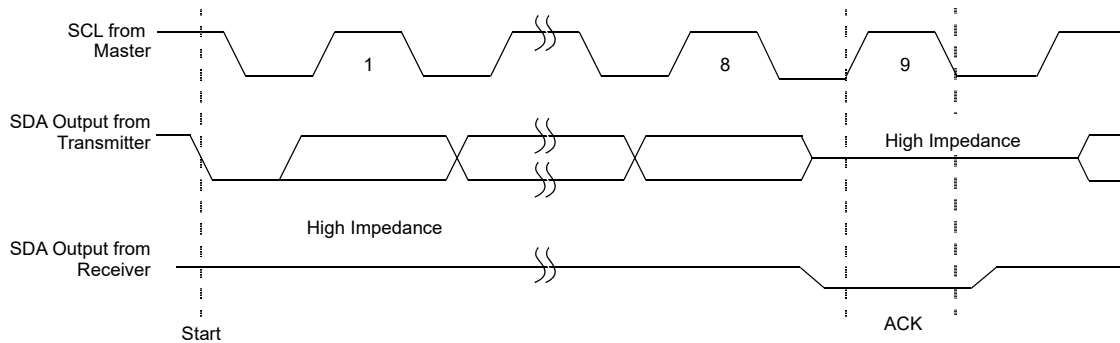 SCL from
Master
1
8
9
SDA Output from
Transmitter
High Impedance
High Impedance
SDA Output from
Receiver
Start
ACK